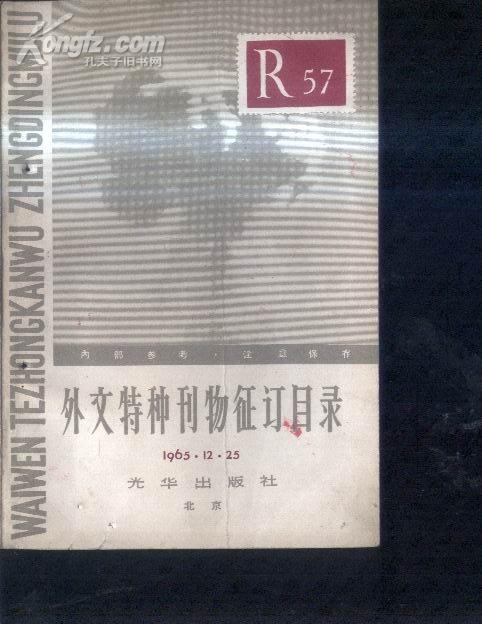 Kongfz.com
孔夫子旧书网
R 57
WAIWEN TEZHONGKANWU ZHENGDING MULU
内部参考·注意保存
外文特种刊物征订目录
1965·12·25
光华出版社
北京